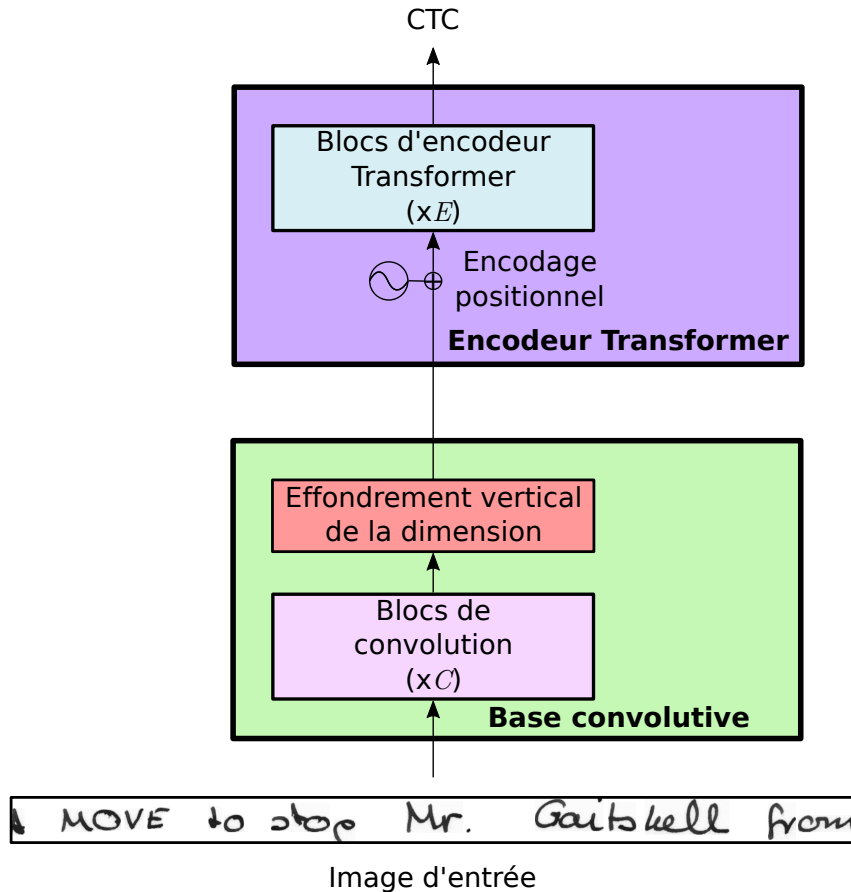 CTC
Blocs d'encodeur
Transformer
(xE)
Encodage
positionnel
Encodeur Transformer
Effondrement vertical
de la dimension
Blocs de
convolution
(xC)
Base convolutive
MOVE to stop Mr. Gaitskell from
Image d'entrée